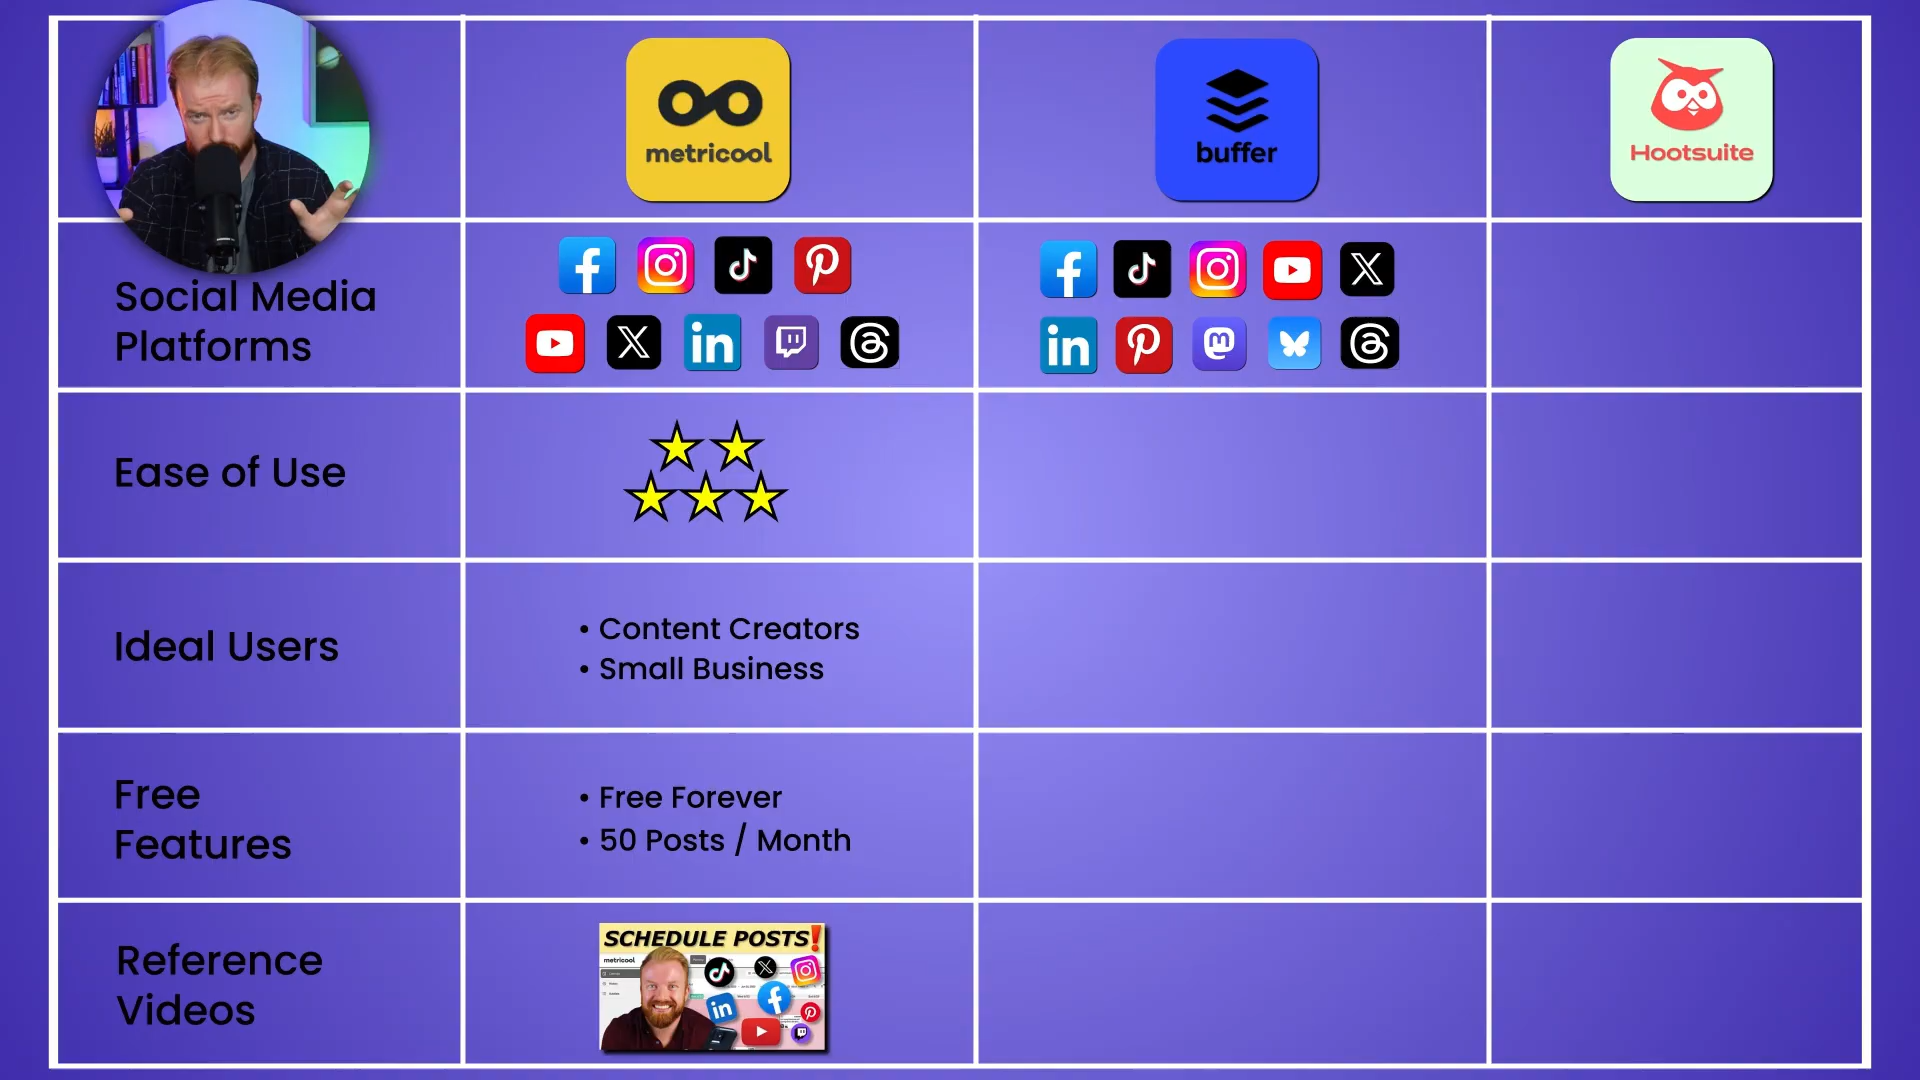 metricool
buffer
Hootsuite
Social Media
Platforms
Ease of Use
Ideal Users
• Content Creators
• Small Business
Free
Features
• Free Forever
• 50 Posts / Month
Reference
Videos
SCHEDULE POSTS!
metricool